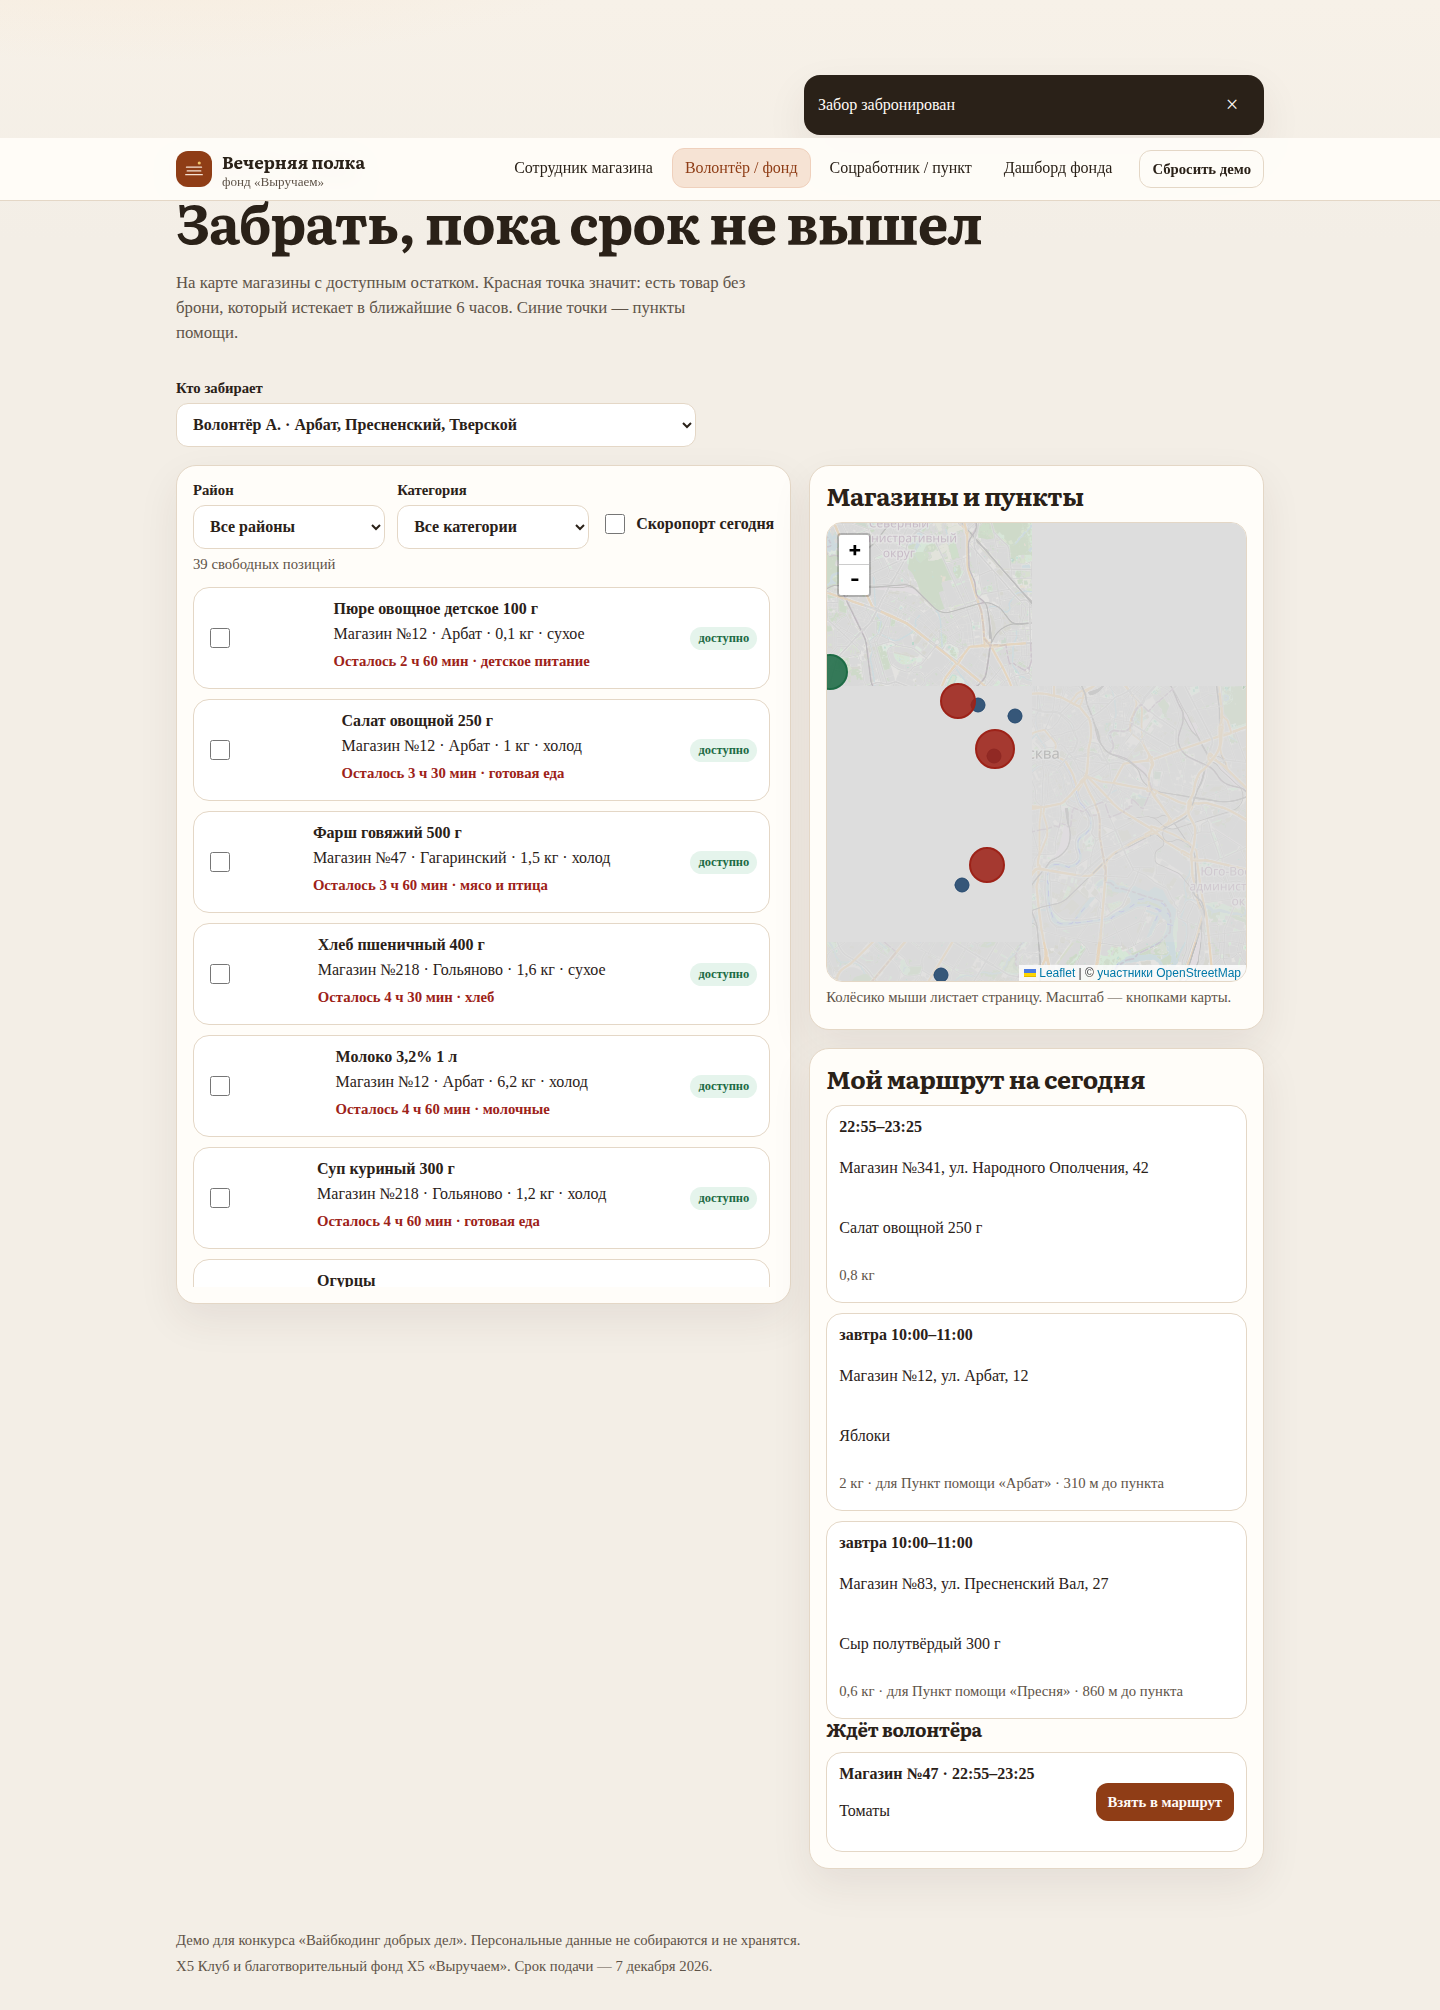 Забор забронирован
×
Вечерняя полка
фонд «Выручаем»
Сотрудник магазина
Волонтёр / фонд
Соцработник / пункт
Дашборд фонда
Сбросить демо
Забрать, пока срок не вышел
На карте магазины с доступным остатком. Красная точка значит: есть товар без
брони, который истекает в ближайшие 6 часов. Синие точки — пункты
помощи.
Кто забирает
Волонтёр А. · Арбат, Пресненский, Тверской
Район
Категория
Все районы
Все категории
Скоропорт сегодня
39 свободных позиций
Пюре овощное детское 100 г
Магазин №12 · Арбат · 0,1 кг · сухое
Осталось 2 ч 60 мин · детское питание
доступно
Салат овощной 250 г
Магазин №12 · Арбат · 1 кг · холод
Осталось 3 ч 30 мин · готовая еда
доступно
Фарш говяжий 500 г
Магазин №47 · Гагаринский · 1,5 кг · холод
Осталось 3 ч 60 мин · мясо и птица
доступно
Хлеб пшеничный 400 г
Магазин №218 · Гольяново · 1,6 кг · сухое
Осталось 4 ч 30 мин · хлеб
доступно
Молоко 3,2% 1 л
Магазин №12 · Арбат · 6,2 кг · холод
Осталось 4 ч 60 мин · молочные
доступно
Суп куриный 300 г
Магазин №218 · Гольяново · 1,2 кг · холод
Осталось 4 ч 60 мин · готовая еда
доступно
Огурцы
Магазины и пункты
+
-
Северный
нистративный
округ
сква
Юго-Вос
админист
ок
Leaflet | © участники OpenStreetMap
Колёсико мыши листает страницу. Масштаб — кнопками карты.
Мой маршрут на сегодня
22:55–23:25
Магазин №341, ул. Народного Ополчения, 42
Салат овощной 250 г
0,8 кг
завтра 10:00–11:00
Магазин №12, ул. Арбат, 12
Яблоки
2 кг · для Пункт помощи «Арбат» · 310 м до пункта
завтра 10:00–11:00
Магазин №83, ул. Пресненский Вал, 27
Сыр полутвёрдый 300 г
0,6 кг · для Пункт помощи «Пресня» · 860 м до пункта
Ждёт волонтёра
Магазин №47 · 22:55–23:25
Томаты
Взять в маршрут
Демо для конкурса «Вайбкодинг добрых дел». Персональные данные не собираются и не хранятся.
X5 Клуб и благотворительный фонд X5 «Выручаем». Срок подачи — 7 декабря 2026.